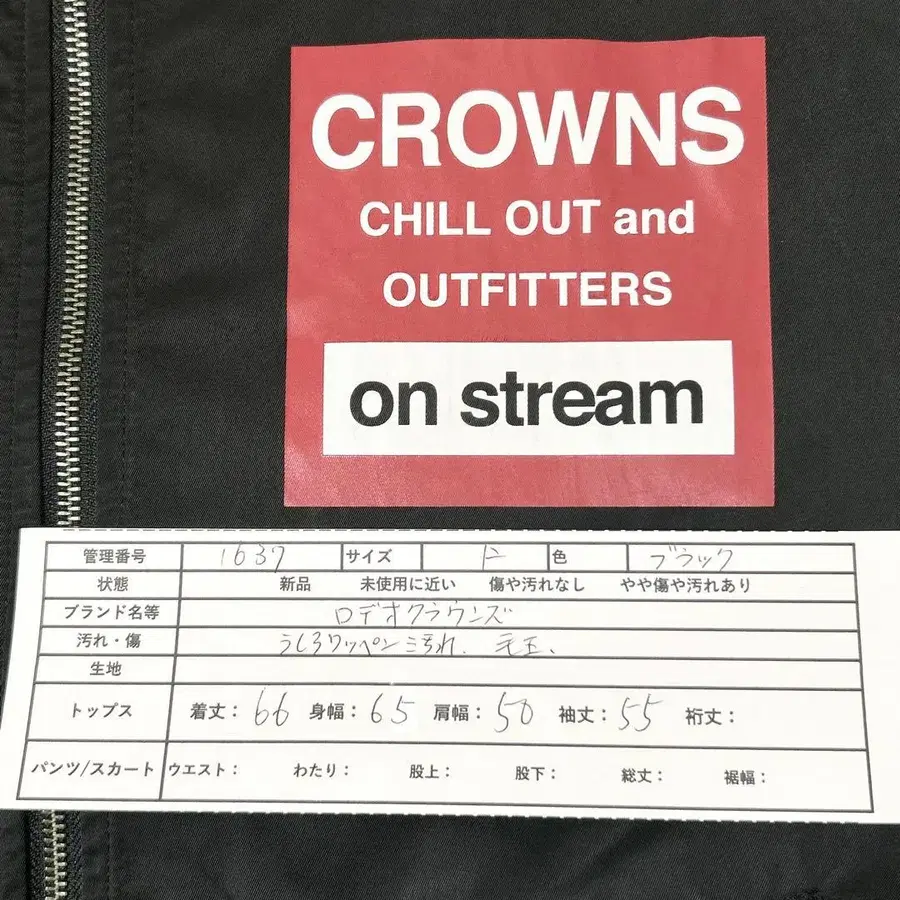 CROWNS
CHILL OUT and
OUTFITTERS
on stream
管理番号 1637 サイズ 色 ブラック
状態 新品 未使用に近い 傷や汚れなし やや傷や汚れあり
ブランド名等 ロデオクラウンズ
汚れ・傷 うしろワッペンに汚れ、毛玉、
生地
トップス 着丈: 66 身幅: 65 肩幅: 50 袖丈: 55 裄丈:
パンツ/スカート ウエスト: わたり: 股上: 股下: 総丈: 裾幅: